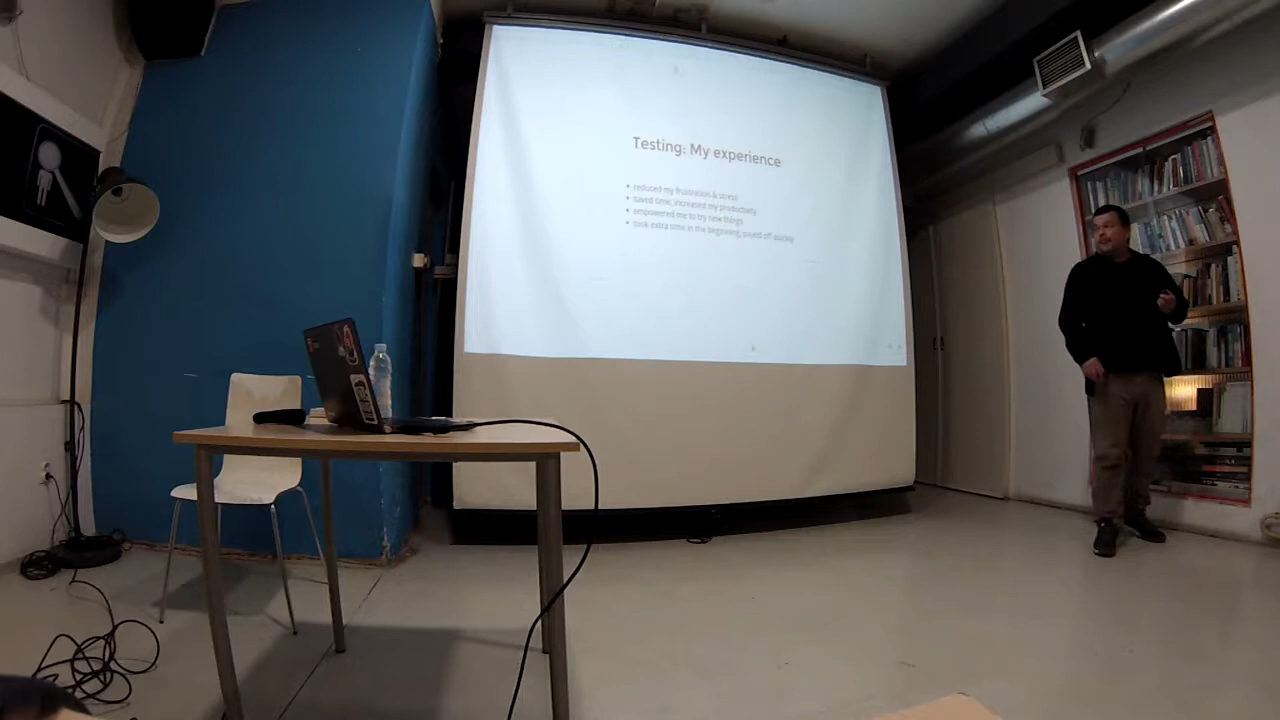 Testing: My experience
• reduced my frustration & stress
• saved time, increased my productivity
• empowered me to try new things
• took extra time in the beginning, payed off quickly